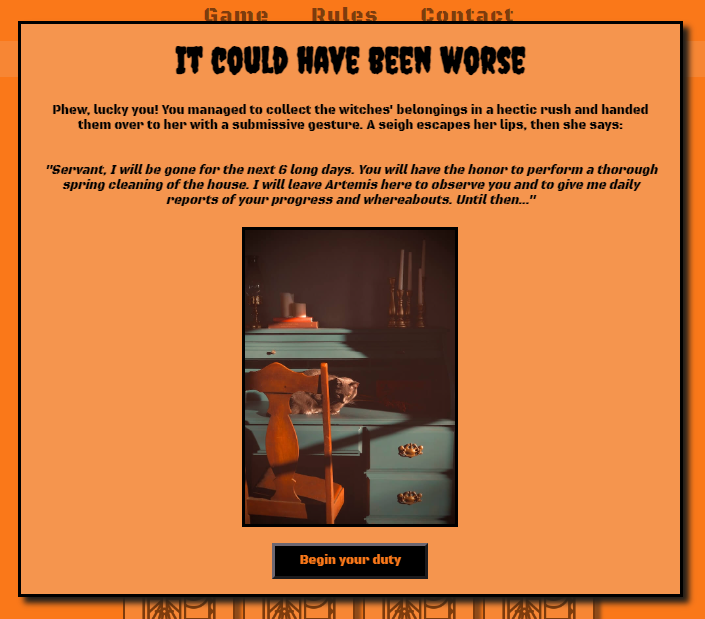 Game Rules Contact
IT COULD HAVE BEEN WORSE
Phew, lucky you! You managed to collect the witches' belongings in a hectic rush and handed
them over to her with a submissive gesture. A seigh escapes her lips, then she says:
"Servant, I will be gone for the next 6 long days. You will have the honor to perform a thorough
spring cleaning of the house. I will leave Artemis here to observe you and to give me daily
reports of your progress and whereabouts. Until then..."
Begin your duty